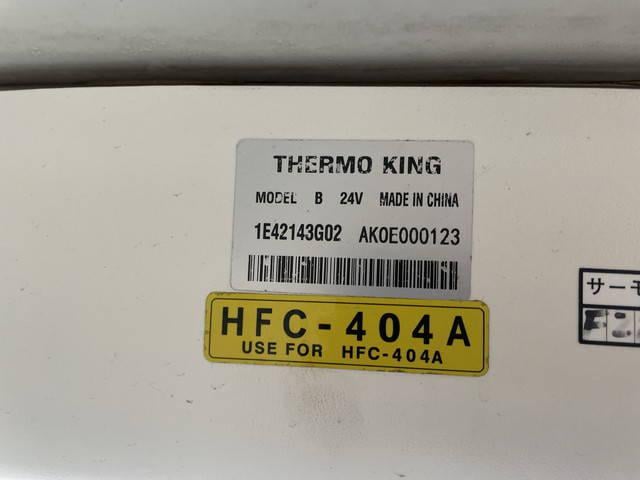 THERMO KING
MODEL B 24V MADE IN CHINA
1E42143G02 AK0E000123
HFC-404A
USE FOR HFC-404A
サーモ